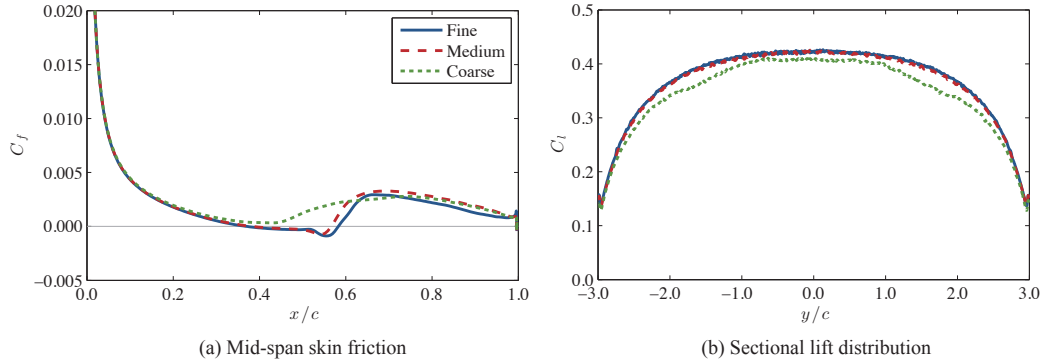 0.020
0.015
0.010
0.005
0.000
−0.005
C_f
Fine
Medium
Coarse
0.0 0.2 0.4 0.6 0.8 1.0
x/c
(a) Mid-span skin friction
0.5
0.4
0.3
0.2
0.1
0.0
C_l
−3.0 −2.0 −1.0 0.0 1.0 2.0 3.0
y/c
(b) Sectional lift distribution